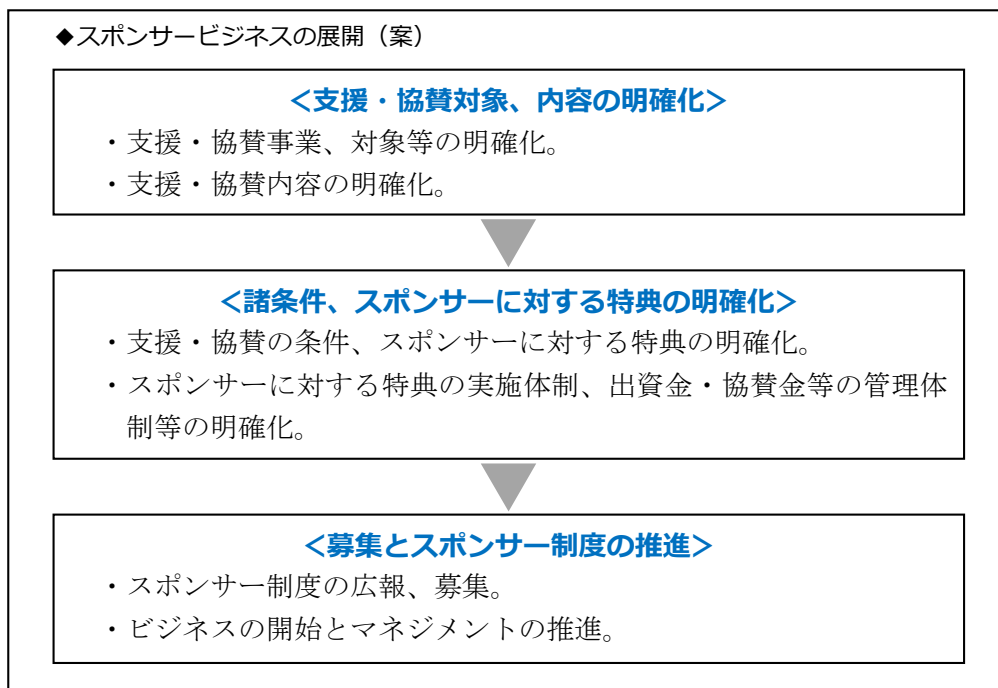 ◆スポンサービジネスの展開（案）
＜支援・協賛対象、内容の明確化＞
・支援・協賛事業、対象等の明確化。
・支援・協賛内容の明確化。
＜諸条件、スポンサーに対する特典の明確化＞
・支援・協賛の条件、スポンサーに対する特典の明確化。
・スポンサーに対する特典の実施体制、出資金・協賛金等の管理体
制等の明確化。
＜募集とスポンサー制度の推進＞
・スポンサー制度の広報、募集。
・ビジネスの開始とマネジメントの推進。